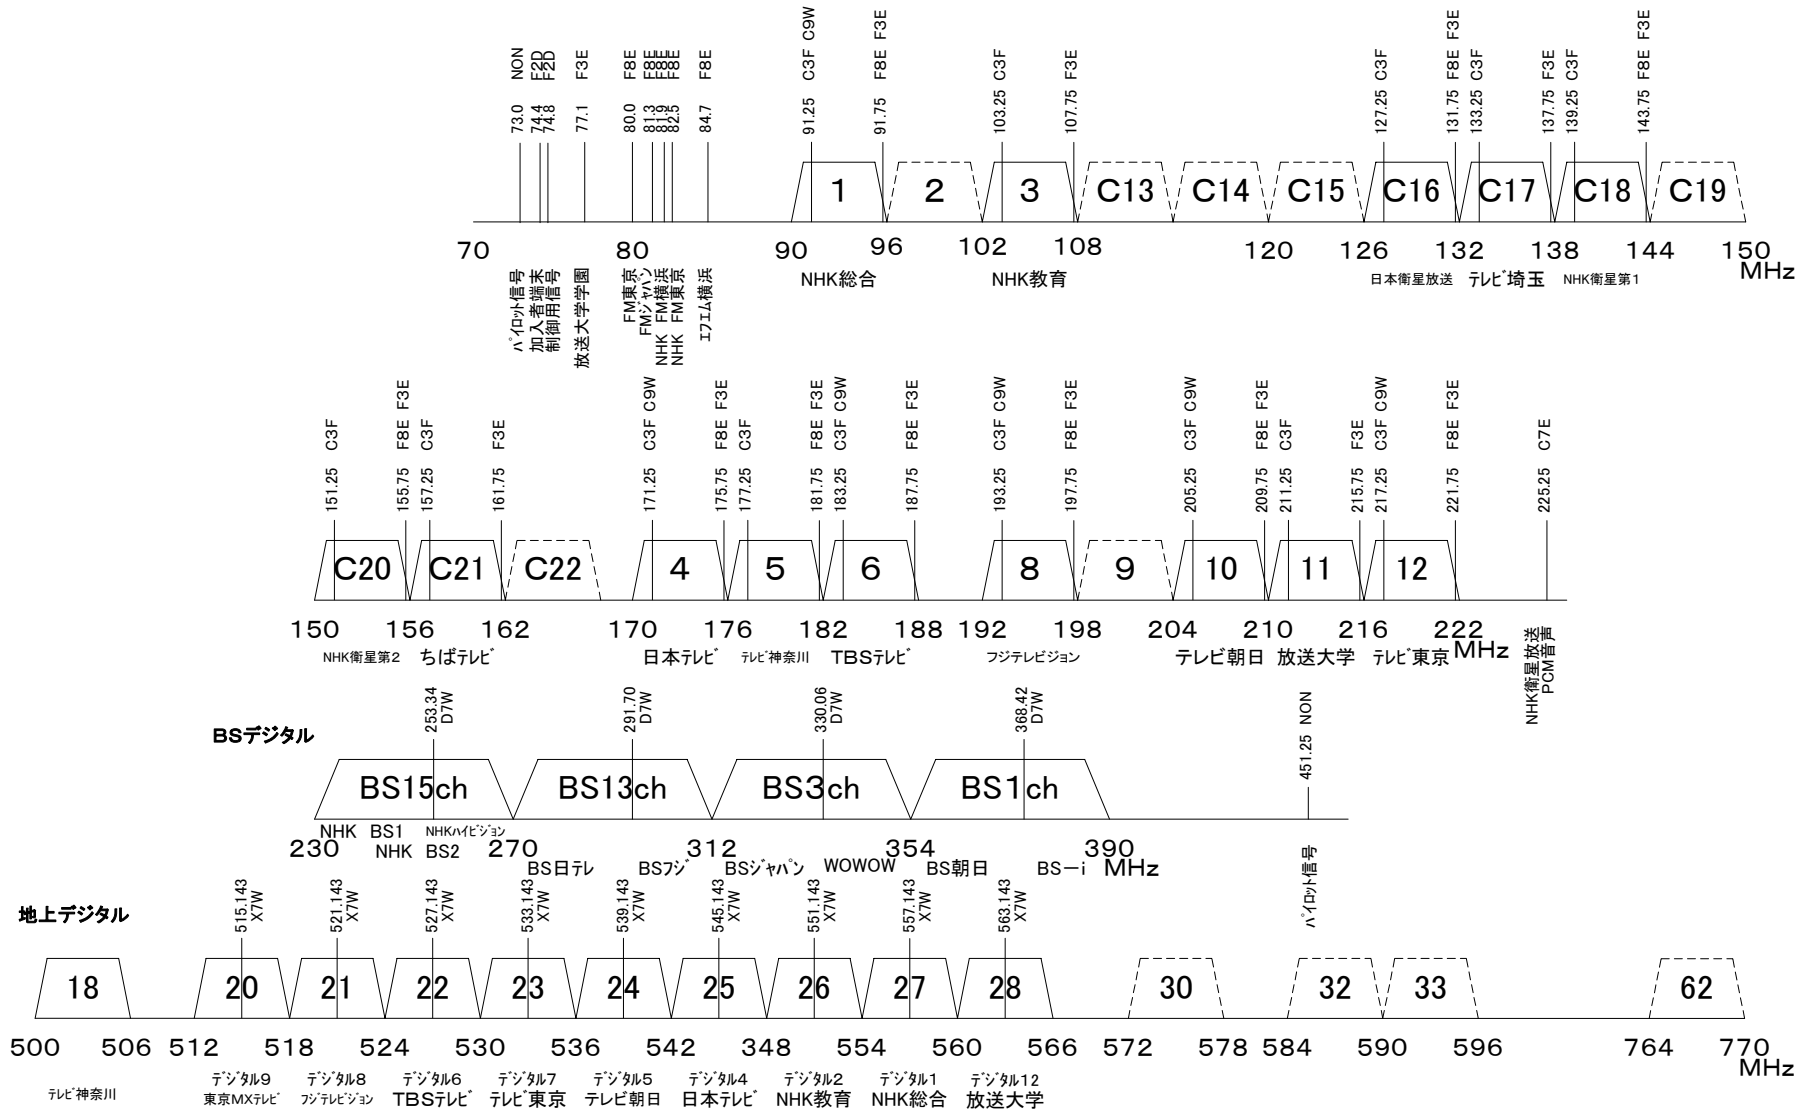 73.0 NON
74.4 F2D
74.8 F2D
77.1 F3E
80.0 F8E
81.3 F8E
81.9 F8E
82.5 F8E
84.7 F8E
91.25 C3F C9W
91.75 F8E F3E
103.25 C3F
107.75 F3E
127.25 C3F
131.75 F8E F3E
133.25 C3F
137.75 F3E
139.25 C3F
143.75 F8E F3E
1 2 3 C13 C14 C15 C16 C17 C18 C19
70 80 90 96 102 108 120 126 132 138 144 150
MHz
NHK総合 NHK教育 日本衛星放送 テレビ埼玉 NHK衛星第1
パイロット信号
加入者端末
制御用信号
放送大学学園
FM東京
FMジャパン
NHK FM横浜
NHK FM東京
エフエム横浜
151.25 C3F
155.75 F8E F3E
157.25 C3F
161.75 F3E
171.25 C3F C9W
175.75 F8E F3E
177.25 C3F
181.75 F8E F3E
183.25 C3F C9W
187.75 F8E F3E
193.25 C3F C9W
197.75 F8E F3E
205.25 C3F C9W
209.75 F8E F3E
211.25 C3F
215.75 F3E
217.25 C3F C9W
221.75 F8E F3E
225.25 C7E
C20 C21 C22 4 5 6 8 9 10 11 12
150 156 162 170 176 182 188 192 198 204 210 216 222
MHz
NHK衛星第2 ちばテレビ 日本テレビ テレビ神奈川 TBSテレビ フジテレビジョン テレビ朝日 放送大学 テレビ東京
NHK衛星放送
PCM音声
BSデジタル
253.34
D7W
291.70
D7W
330.06
D7W
368.42
D7W
451.25 NON
BS15ch BS13ch BS3ch BS1ch
NHK BS1 NHKハイビジョン
230 NHK BS2 270 312 354 390
BS日テレ BSフジ BSジャパン WOWOW BS朝日 BS－i MHz
パイロット信号
地上デジタル
515.143
X7W
521.143
X7W
527.143
X7W
533.143
X7W
539.143
X7W
545.143
X7W
551.143
X7W
557.143
X7W
563.143
X7W
18 20 21 22 23 24 25 26 27 28 30 32 33 62
500 506 512 518 524 530 536 542 348 554 560 566 572 578 584 590 596 764 770
MHz
デジタル9 デジタル8 デジタル6 デジタル7 デジタル5 デジタル4 デジタル2 デジタル1 デジタル12
テレビ神奈川 東京MXテレビ フジテレビジョン TBSテレビ テレビ東京 テレビ朝日 日本テレビ NHK教育 NHK総合 放送大学